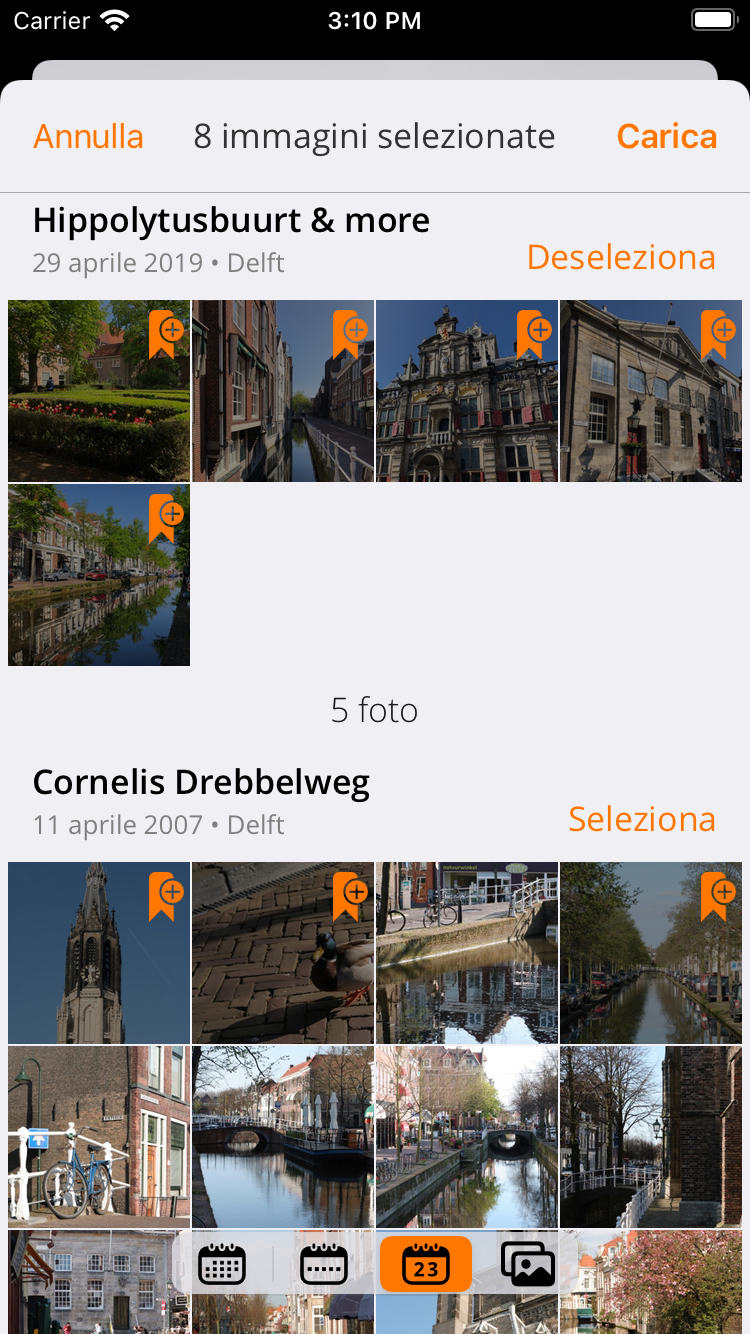 Carrier 3:10 PM
Annulla 8 immagini selezionate Carica
Hippolytusbuurt & more
29 aprile 2019 • Delft Deseleziona
5 foto
Cornelis Drebbelweg
11 aprile 2007 • Delft Seleziona
23